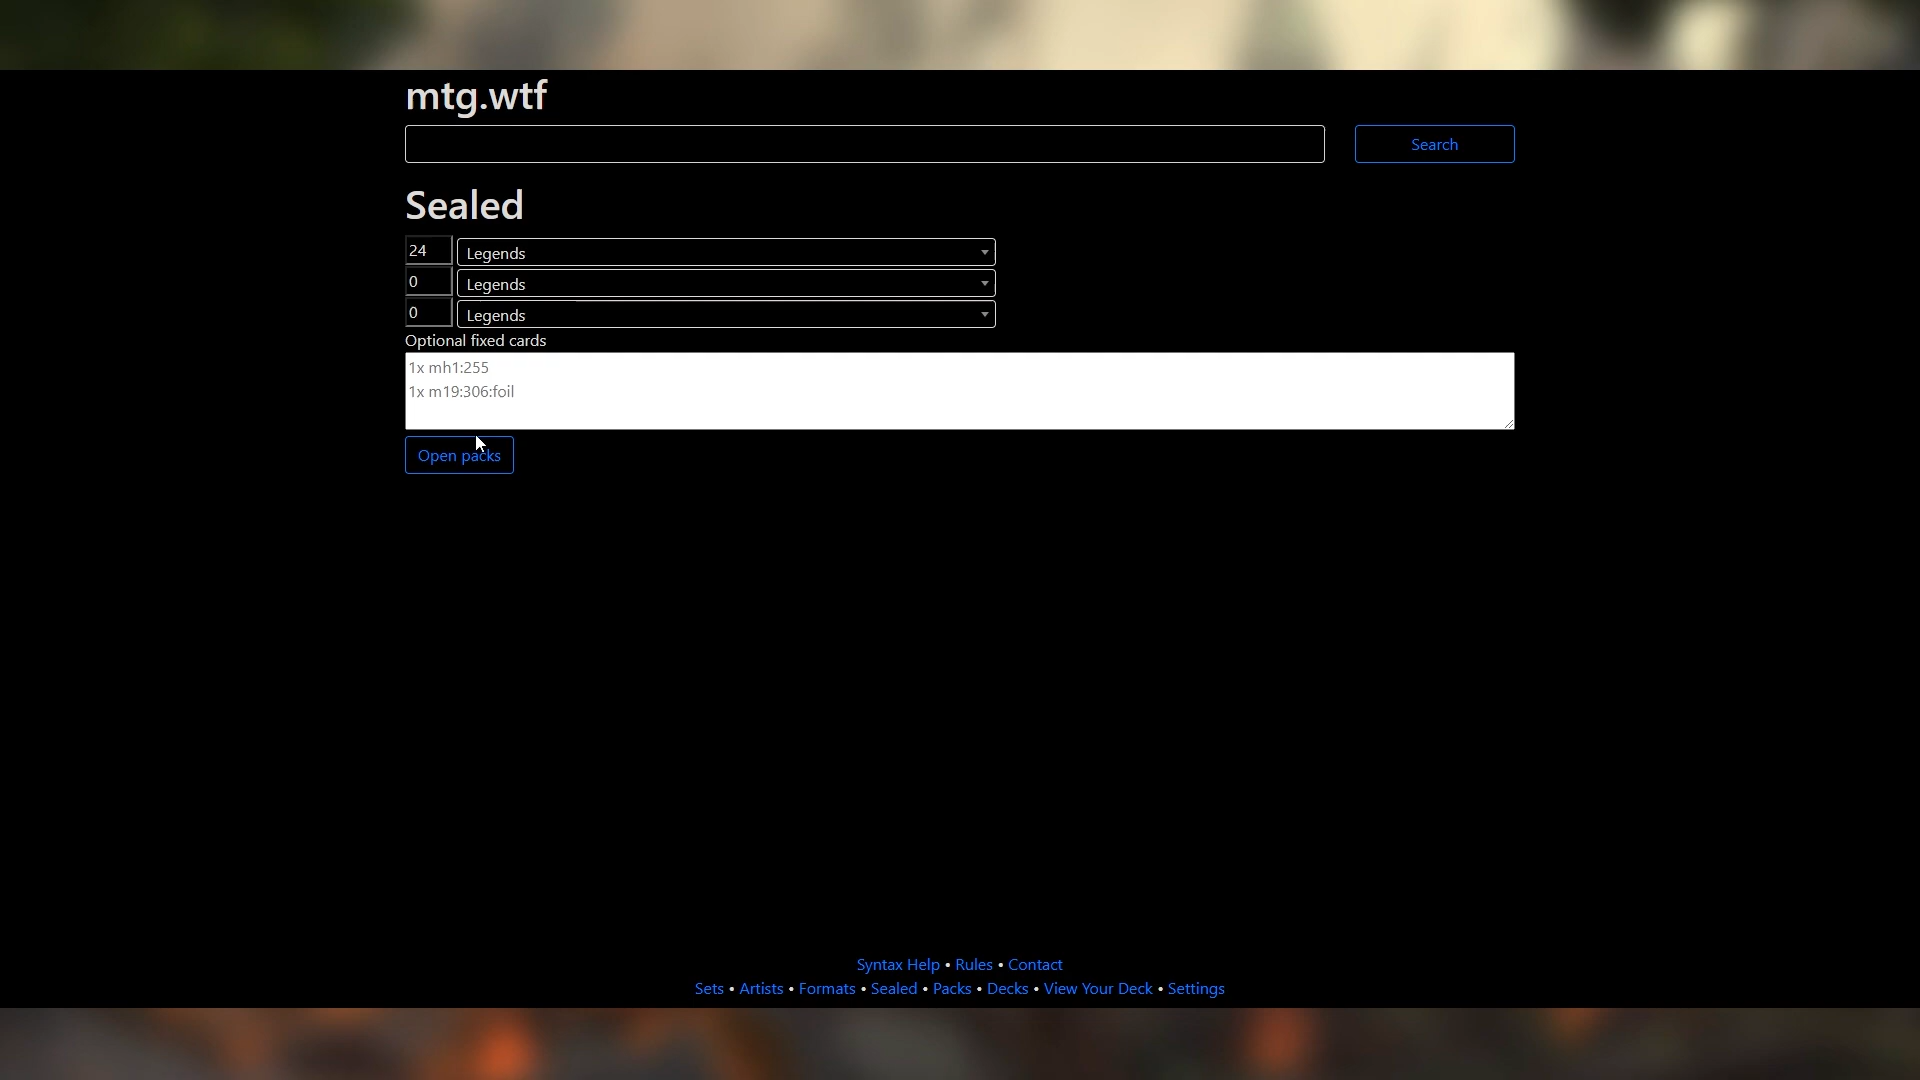 mtg.wtf
Search
Sealed
24 Legends
0 Legends
0 Legends
Optional fixed cards
1x mh1:255
1x m19:306:foil
Open packs
Syntax Help • Rules • Contact
Sets • Artists • Formats • Sealed • Packs • Decks • View Your Deck • Settings